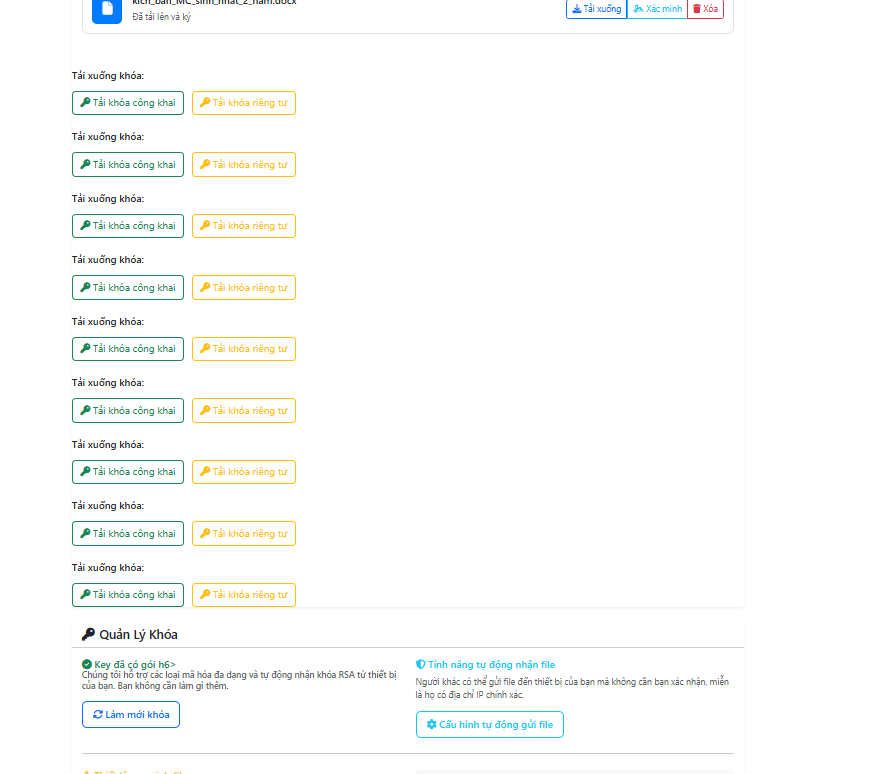 kich_ban_MC_sinh_nhat_2_nam.docx
Đã tải lên và ký
Tải xuống
Xác minh
Xóa
Tải xuống khóa:
Tải khóa công khai
Tải khóa riêng tư
Tải xuống khóa:
Tải khóa công khai
Tải khóa riêng tư
Tải xuống khóa:
Tải khóa công khai
Tải khóa riêng tư
Tải xuống khóa:
Tải khóa công khai
Tải khóa riêng tư
Tải xuống khóa:
Tải khóa công khai
Tải khóa riêng tư
Tải xuống khóa:
Tải khóa công khai
Tải khóa riêng tư
Tải xuống khóa:
Tải khóa công khai
Tải khóa riêng tư
Tải xuống khóa:
Tải khóa công khai
Tải khóa riêng tư
Tải xuống khóa:
Tải khóa công khai
Tải khóa riêng tư
Quản Lý Khóa
Key đã có gói h6>
Chúng tôi hỗ trợ các loại mã hóa đa dạng và tự động nhận khóa RSA từ thiết bị
của bạn. Bạn không cần làm gì thêm.
Làm mới khóa
Tính năng tự động nhận file
Người khác có thể gửi file đến thiết bị của bạn mà không cần bạn xác nhận, miễn
là họ có địa chỉ IP chính xác.
Cấu hình tự động gửi file